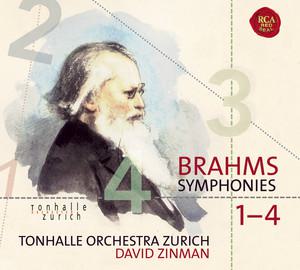 2
RCA
RED
SEAL
3
1
4
Tonhalle
zürich
BRAHMS
SYMPHONIES
1–4
TONHALLE ORCHESTRA ZURICH
DAVID ZINMAN